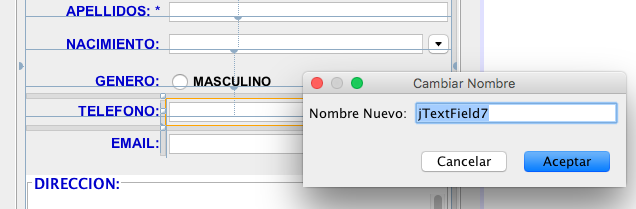 APELLIDOS: *
NACIMIENTO:
GENERO:
MASCULINO
TELEFONO:
EMAIL:
DIRECCION:
Cambiar Nombre
Nombre Nuevo: jTextField7
Cancelar
Aceptar